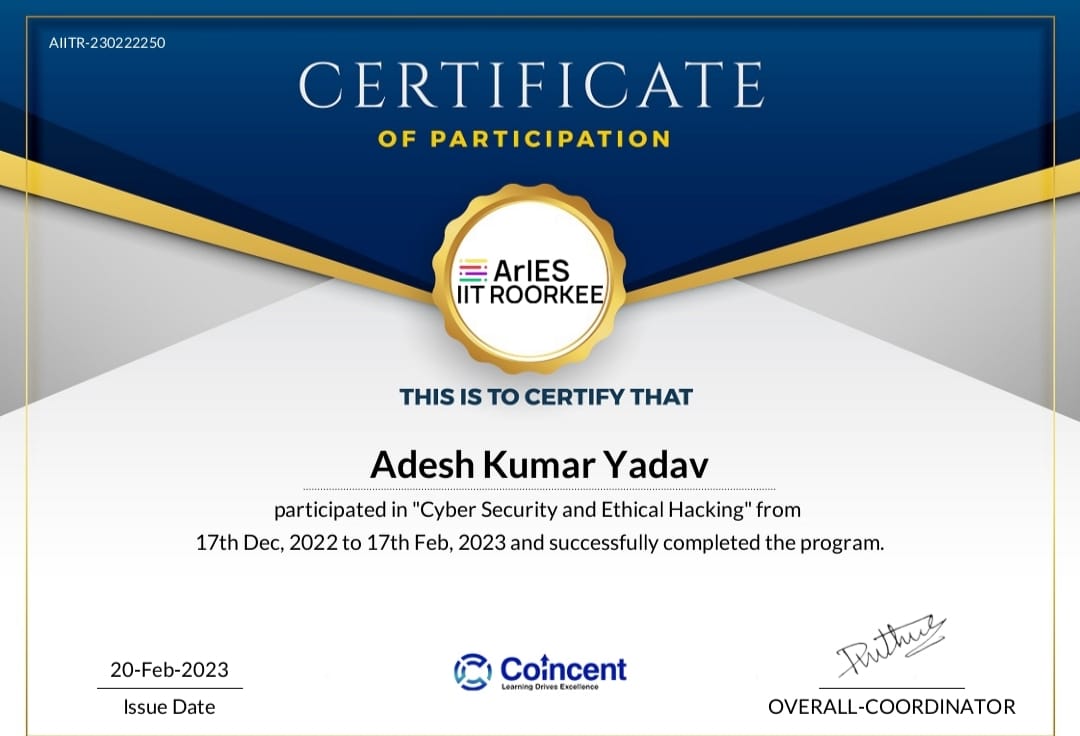 AIITR-230222250
CERTIFICATE
OF PARTICIPATION
ArIES
IIT ROORKEE
THIS IS TO CERTIFY THAT
Adesh Kumar Yadav
participated in "Cyber Security and Ethical Hacking" from
17th Dec, 2022 to 17th Feb, 2023 and successfully completed the program.
20-Feb-2023
Issue Date
Coincent
Learning Drives Excellence
OVERALL-COORDINATOR